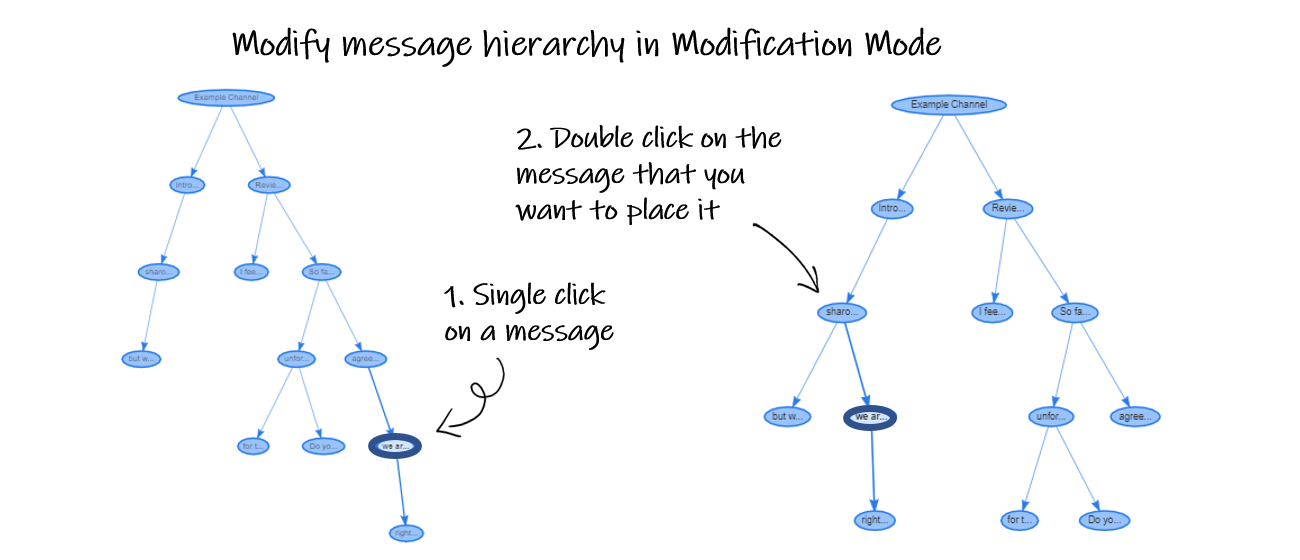 Modify message hierarchy in Modification Mode
Example Channel
Intro...
Revie...
sharo...
I fee...
So fa...
but w...
unfor...
agree...
for t...
Do yo...
we ar...
right...
1. Single click
on a message
2. Double click on the
message that you
want to place it
Example Channel
Intro...
Revie...
sharo...
I fee...
So fa...
but w...
we ar...
unfor...
agree...
right...
for t...
Do yo...